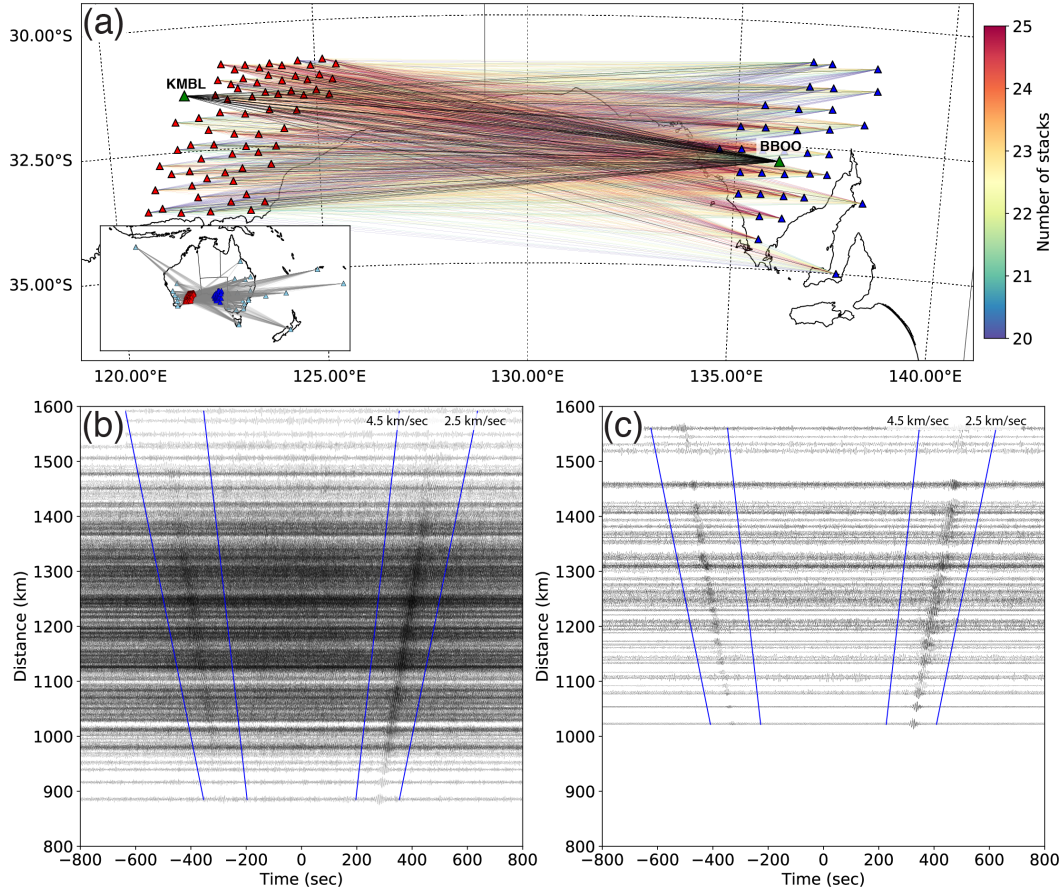 (a)
30.00°S
32.50°S
35.00°S
KMBL
BBOO
120.00°E
125.00°E
130.00°E
135.00°E
140.00°E
25
24
23
22
21
20
Number of stacks
(b)
4.5 km/sec
2.5 km/sec
1600
1500
1400
1300
1200
1100
1000
900
800
Distance (km)
−800
−600
−400
−200
0
200
400
600
800
Time (sec)
(c)
4.5 km/sec
2.5 km/sec
1600
1500
1400
1300
1200
1100
1000
900
800
Distance (km)
−800
−600
−400
−200
0
200
400
600
800
Time (sec)